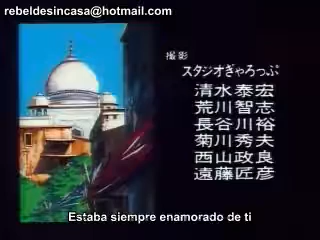 rebeldesincasa@hotmail.com
撮影
スタジオぎゃろっぷ
清水泰宏
荒川智志
長谷川裕
菊川秀夫
西山政良
遠藤匠彦
Estaba siempre enamorado de ti